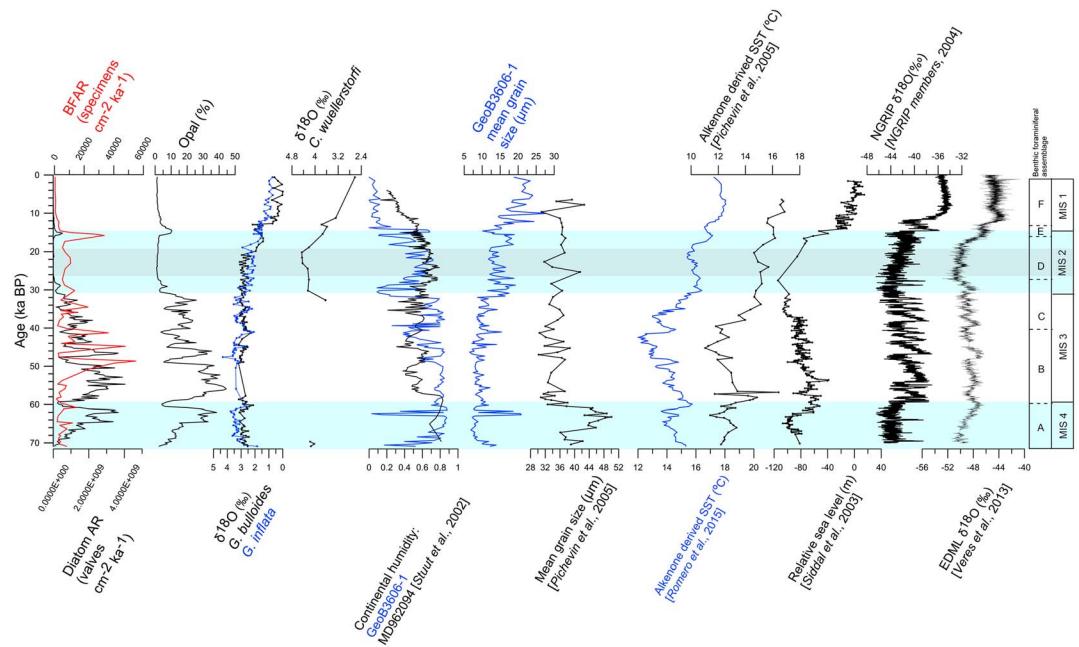 BFAR
(specimens
cm-2 ka-1)
0
20000
40000
60000
Opal (%)
0 10 20 30 40 50
δ18O (‰)
C. wuellerstorfi
4.8 4 3.2 2.4
GeoB3606-1
mean grain
size (µm)
5 10 15 20 25 30
Alkenone derived SST (ºC)
[Pichevin et al., 2005]
10 12 14 16 18
NGRIP δ18O(‰)
[NGRIP members, 2004]
-48 -44 -40 -36 -32
Benthic foraminiferal
assemblage
Age (ka BP)
0
10
20
30
40
50
60
70
F
E
D
C
B
A
MIS 1
MIS 2
MIS 3
MIS 4
0.0000E+000
2.0000E+009
4.0000E+009
Diatom AR
(valves
cm-2 ka-1)
5 4 3 2 1 0
δ18O (‰)
G. bulloides
G. inflata
0 0.2 0.4 0.6 0.8 1
Continental humidity:
GeoB3606-1
MD962094 [Stuut et al., 2002]
28 32 36 40 44 48 52
Mean grain size (µm)
[Pichevin et al., 2005]
12 14 16 18 20
Alkenone derived SST (ºC)
[Romero et al., 2015]
-120 -80 -40 0 40
Relative sea level (m)
[Siddal et al., 2003]
-56 -52 -48 -44 -40
EDML δ18O (‰)
[Veres et al., 2013]